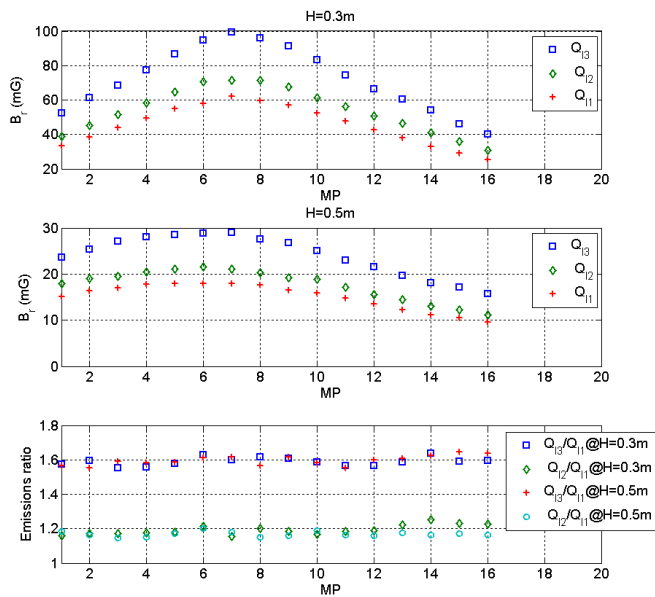 H=0.3m
100
80
60
40
20
B_r (mG)
2 4 6 8 10 12 14 16 18 20
MP
Q_I3
Q_I2
Q_I1
H=0.5m
30
20
10
0
B_r (mG)
2 4 6 8 10 12 14 16 18 20
MP
Q_I3
Q_I2
Q_I1
1.8
1.6
1.4
1.2
1
Emissions ratio
2 4 6 8 10 12 14 16 18 20
MP
Q_I3/Q_I1@H=0.3m
Q_I2/Q_I1@H=0.3m
Q_I3/Q_I1@H=0.5m
Q_I2/Q_I1@H=0.5m